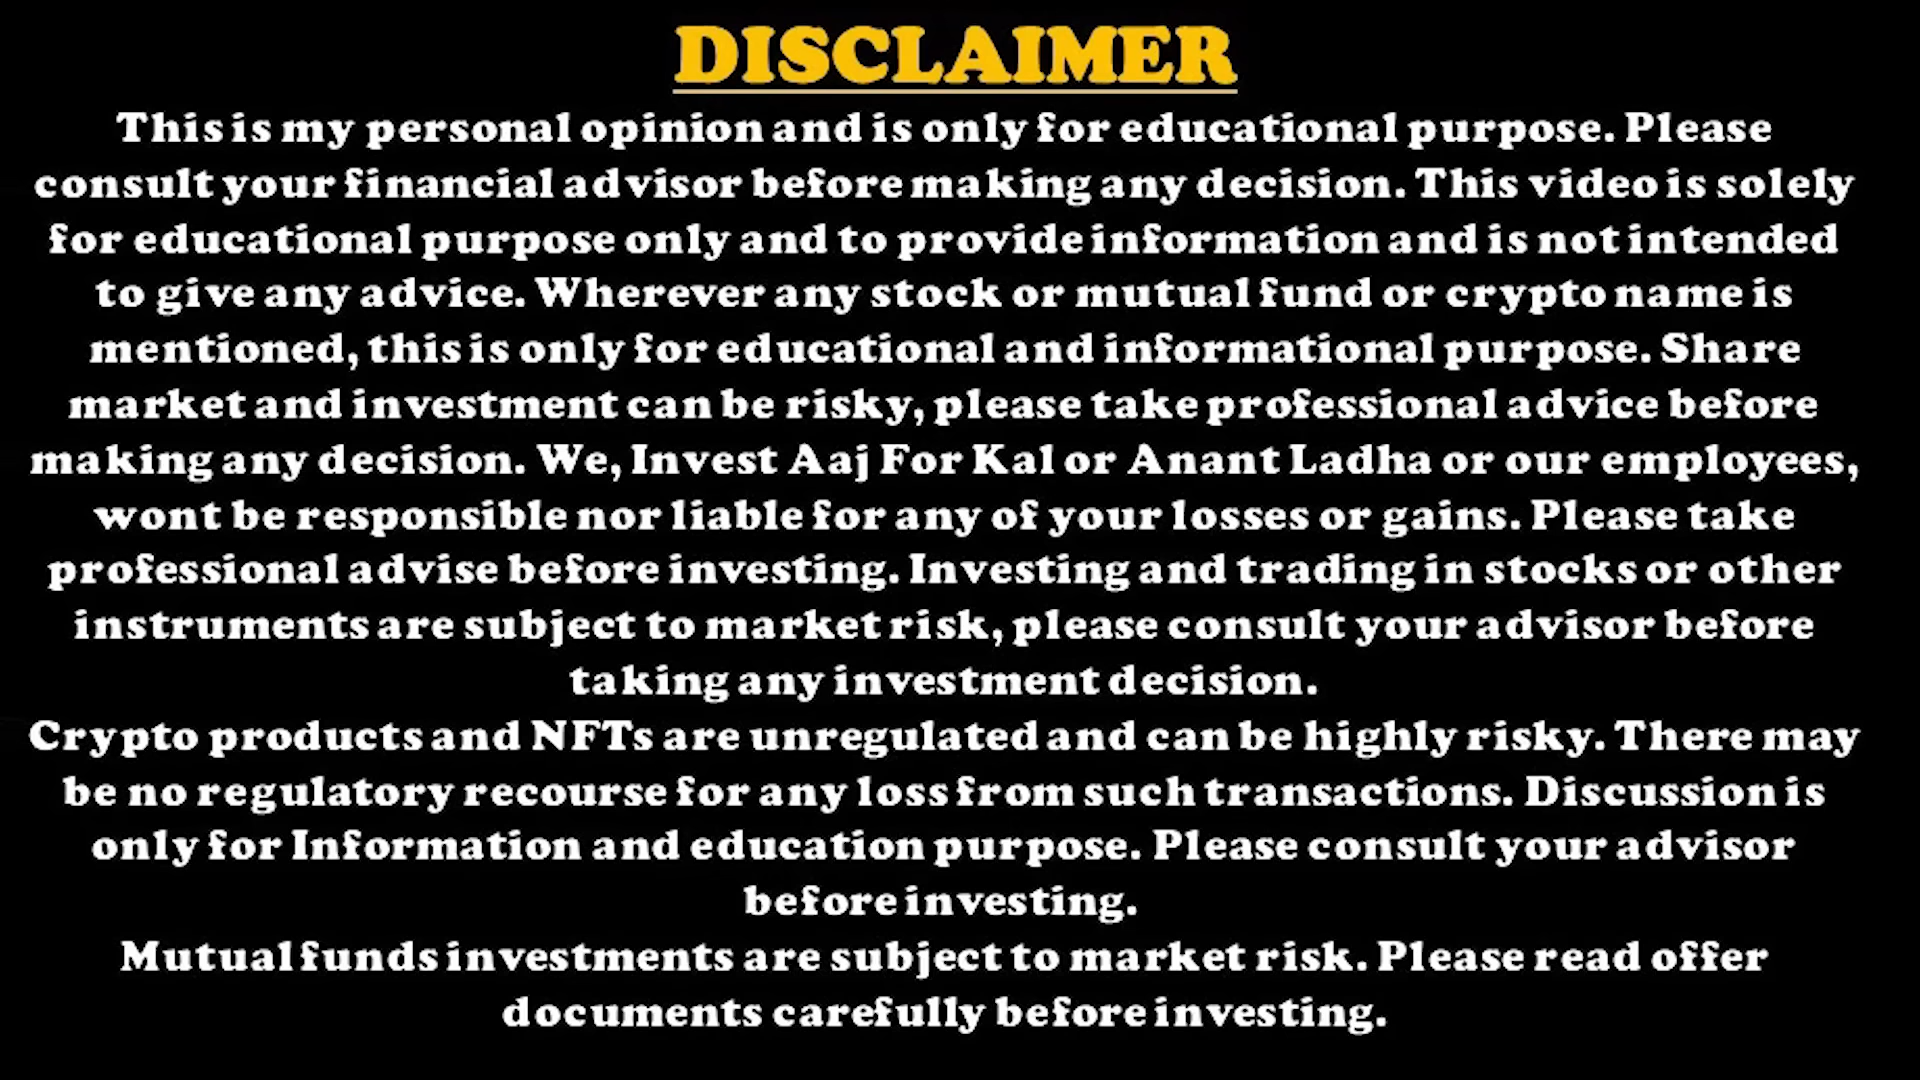 DISCLAIMER
This is my personal opinion and is only for educational purpose. Please
consult your financial advisor before making any decision. This video is solely
for educational purpose only and to provide information and is not intended
to give any advice. Wherever any stock or mutual fund or crypto name is
mentioned, this is only for educational and informational purpose. Share
market and investment can be risky, please take professional advice before
making any decision. We, Invest Aaj For Kal or Anant Ladha or our employees,
wont be responsible nor liable for any of your losses or gains. Please take
professional advise before investing. Investing and trading in stocks or other
instruments are subject to market risk, please consult your advisor before
taking any investment decision.
Crypto products and NFTs are unregulated and can be highly risky. There may
be no regulatory recourse for any loss from such transactions. Discussion is
only for Information and education purpose. Please consult your advisor
before investing.
Mutual funds investments are subject to market risk. Please read offer
documents carefully before investing.